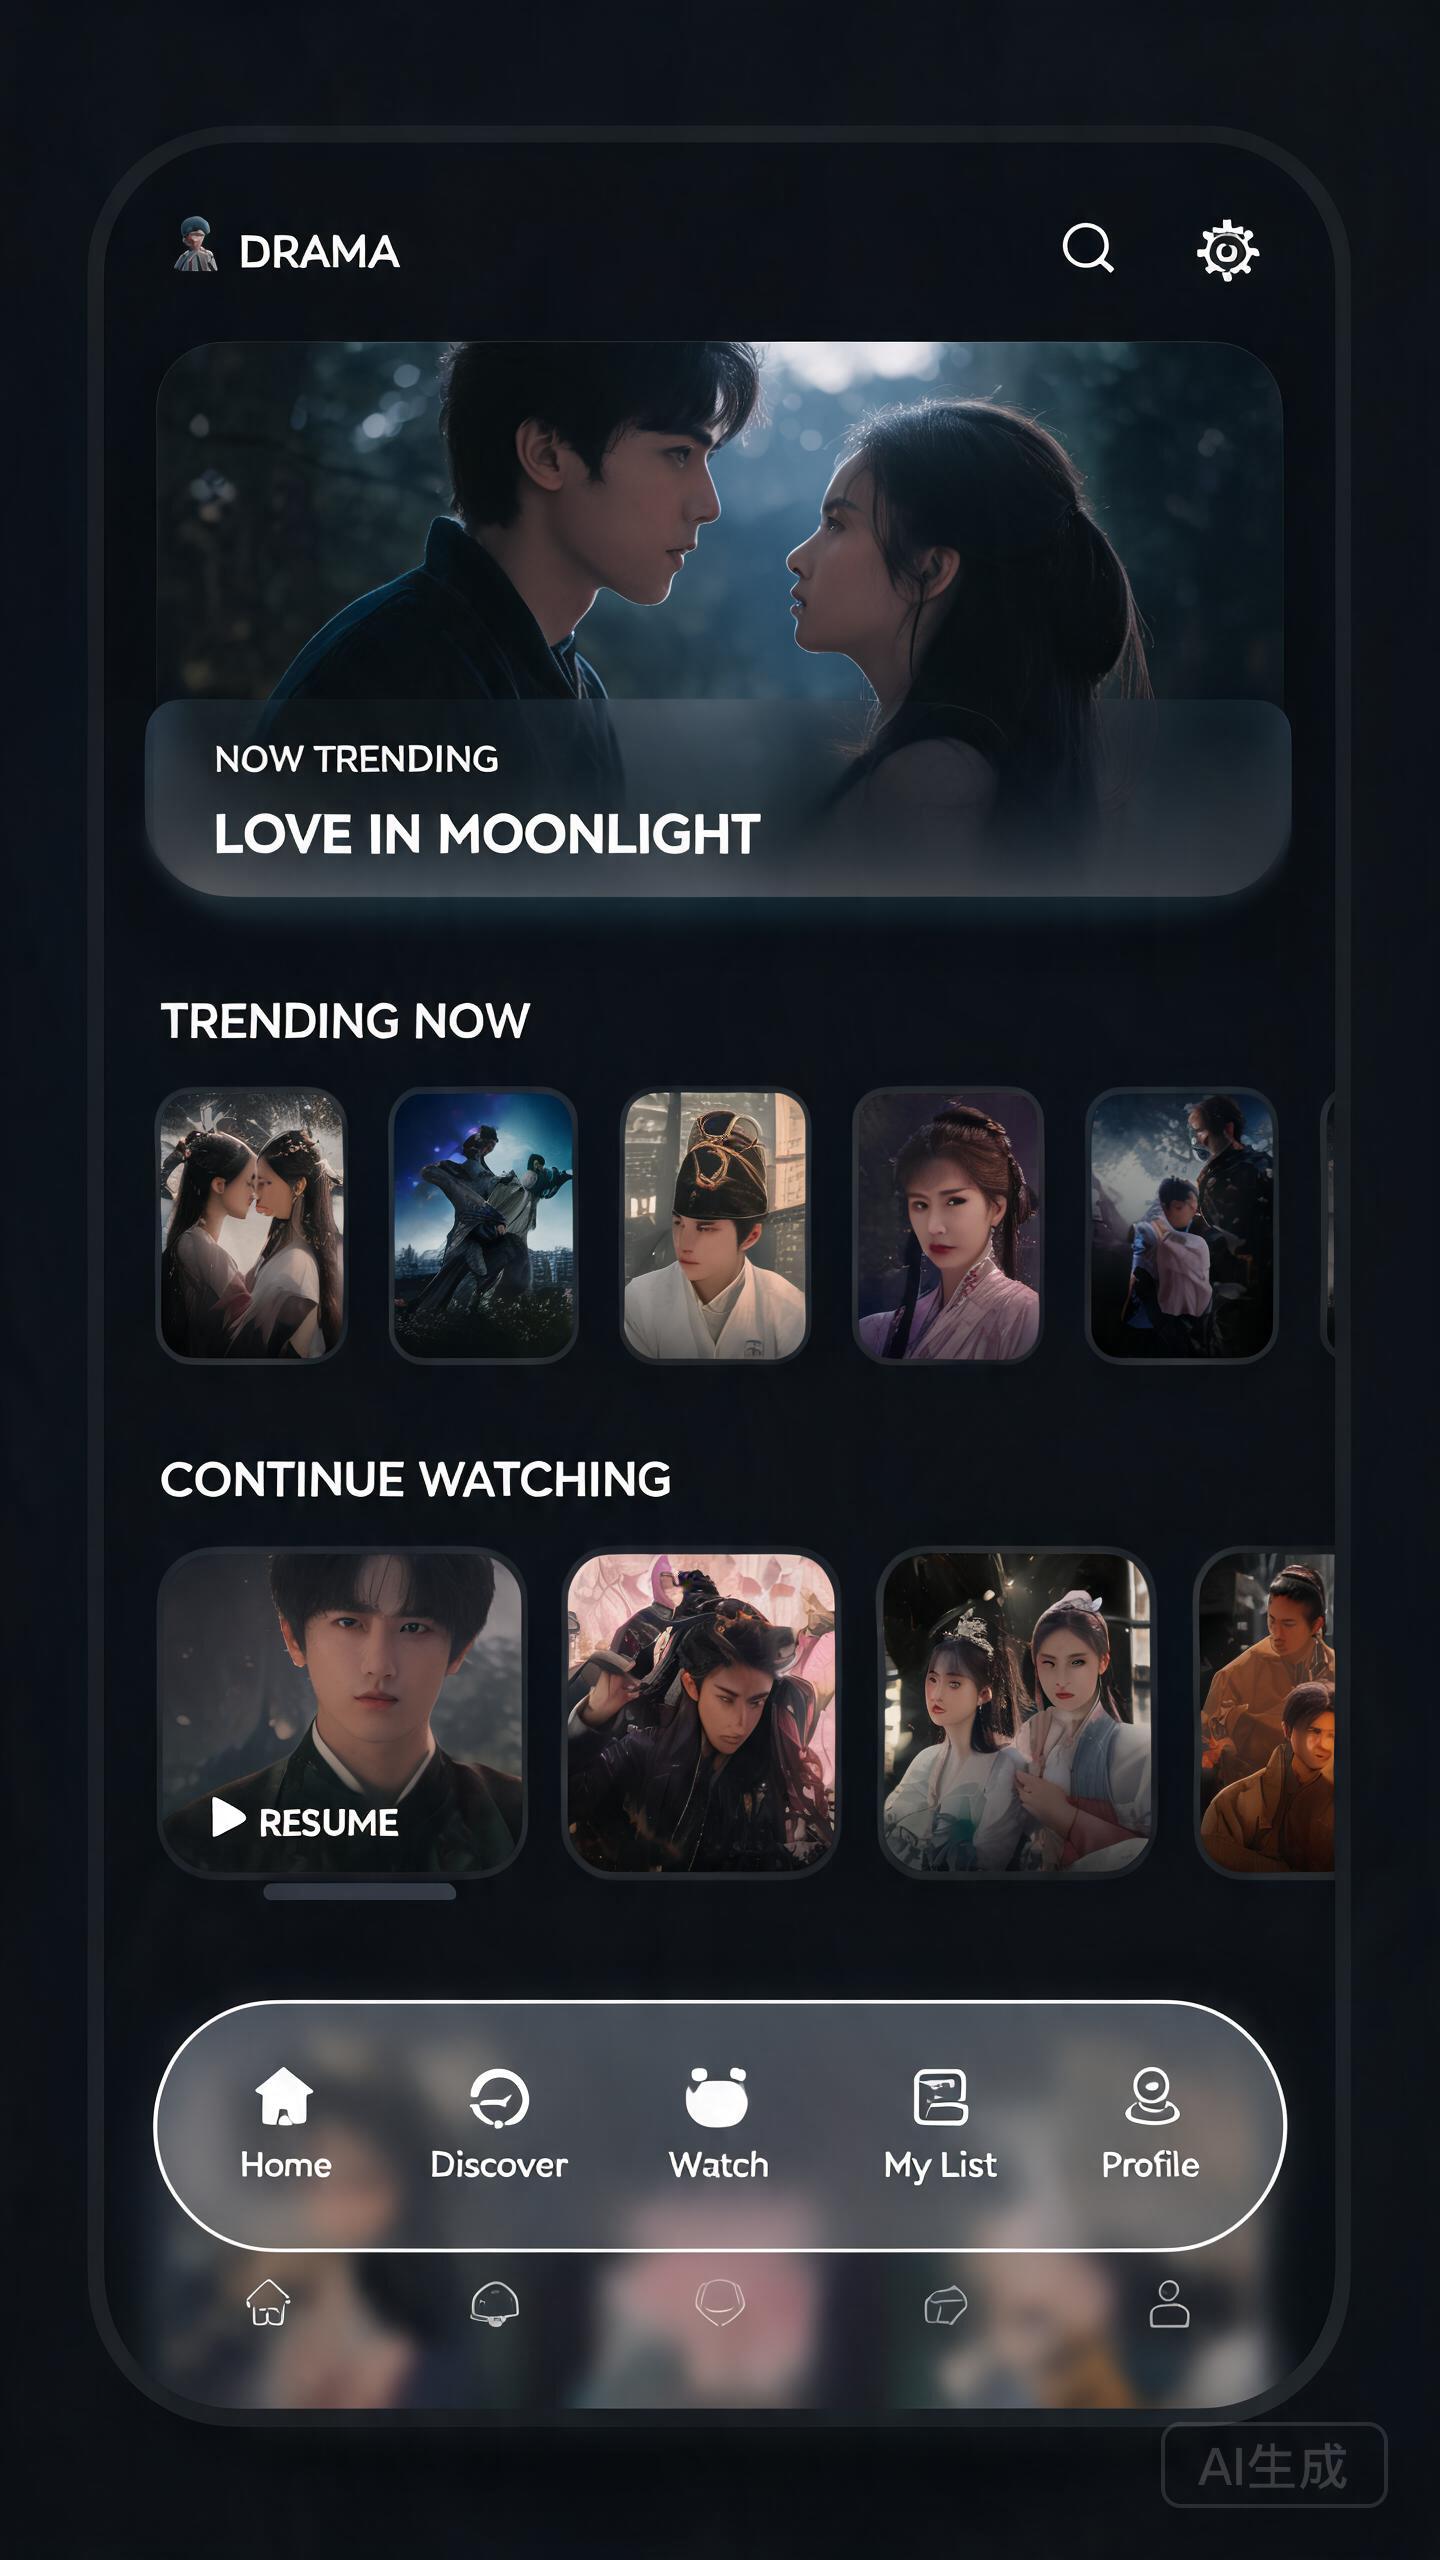 DRAMA
NOW TRENDING
LOVE IN MOONLIGHT
TRENDING NOW
CONTINUE WATCHING
RESUME
Home
Discover
Watch
My List
Profile
AI生成